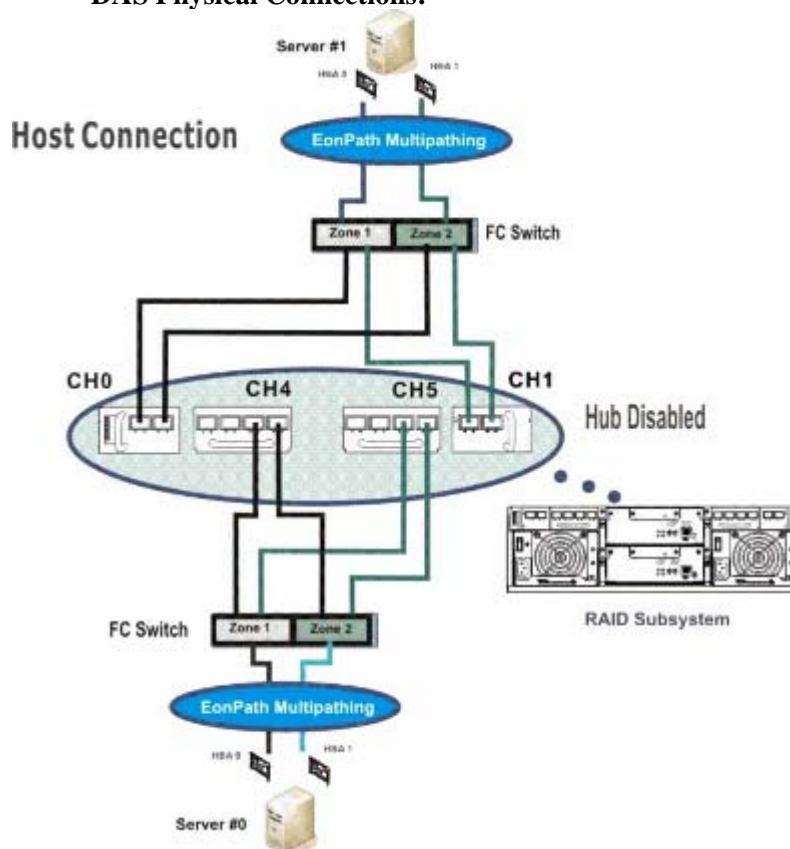 DAS Physical Connections:
Server #1
HBA 0
HBA 1
Host Connection
EonPath Multipathing
Zone 1
Zone 2
FC Switch
CH0
CH4
CH5
CH1
Hub Disabled
RAID Subsystem
FC Switch
Zone 1
Zone 2
EonPath Multipathing
HBA 0
HBA 1
Server #0